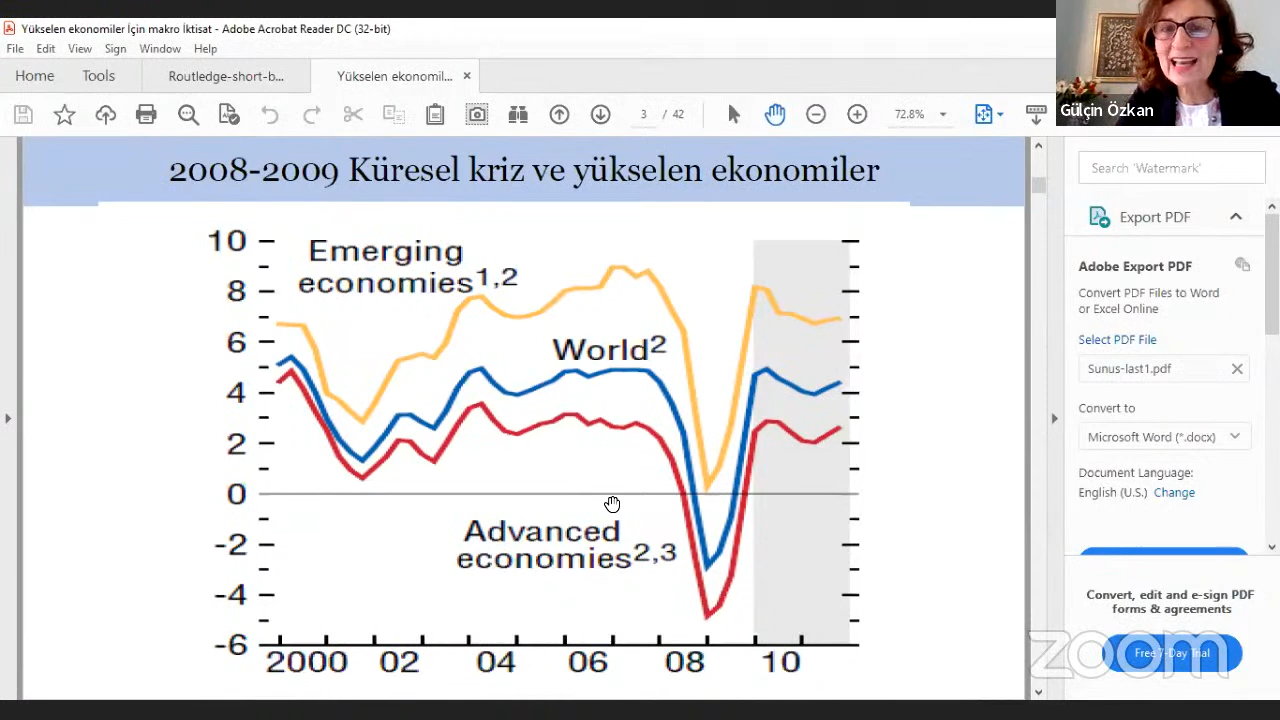 Yükselen ekonomiler İçin makro İktisat - Adobe Acrobat Reader DC (32-bit)
File Edit View Sign Window Help
Home Tools Routledge-short-b... Yükselen ekonomil... ×
3 / 42 72.8%
Gülçin Özkan
2008-2009 Küresel kriz ve yükselen ekonomiler
10
8
6
4
2
0
-2
-4
-6
Emerging
economies1,2
World2
Advanced
economies2,3
2000 02 04 06 08 10
Search 'Watermark'
Export PDF
Adobe Export PDF
Convert PDF Files to Word
or Excel Online
Select PDF File
Sunus-last1.pdf
Convert to
Microsoft Word (*.docx)
Document Language:
English (U.S.) Change
Convert, edit and e-sign PDF
forms & agreements
Free 7-Day Trial
zoom